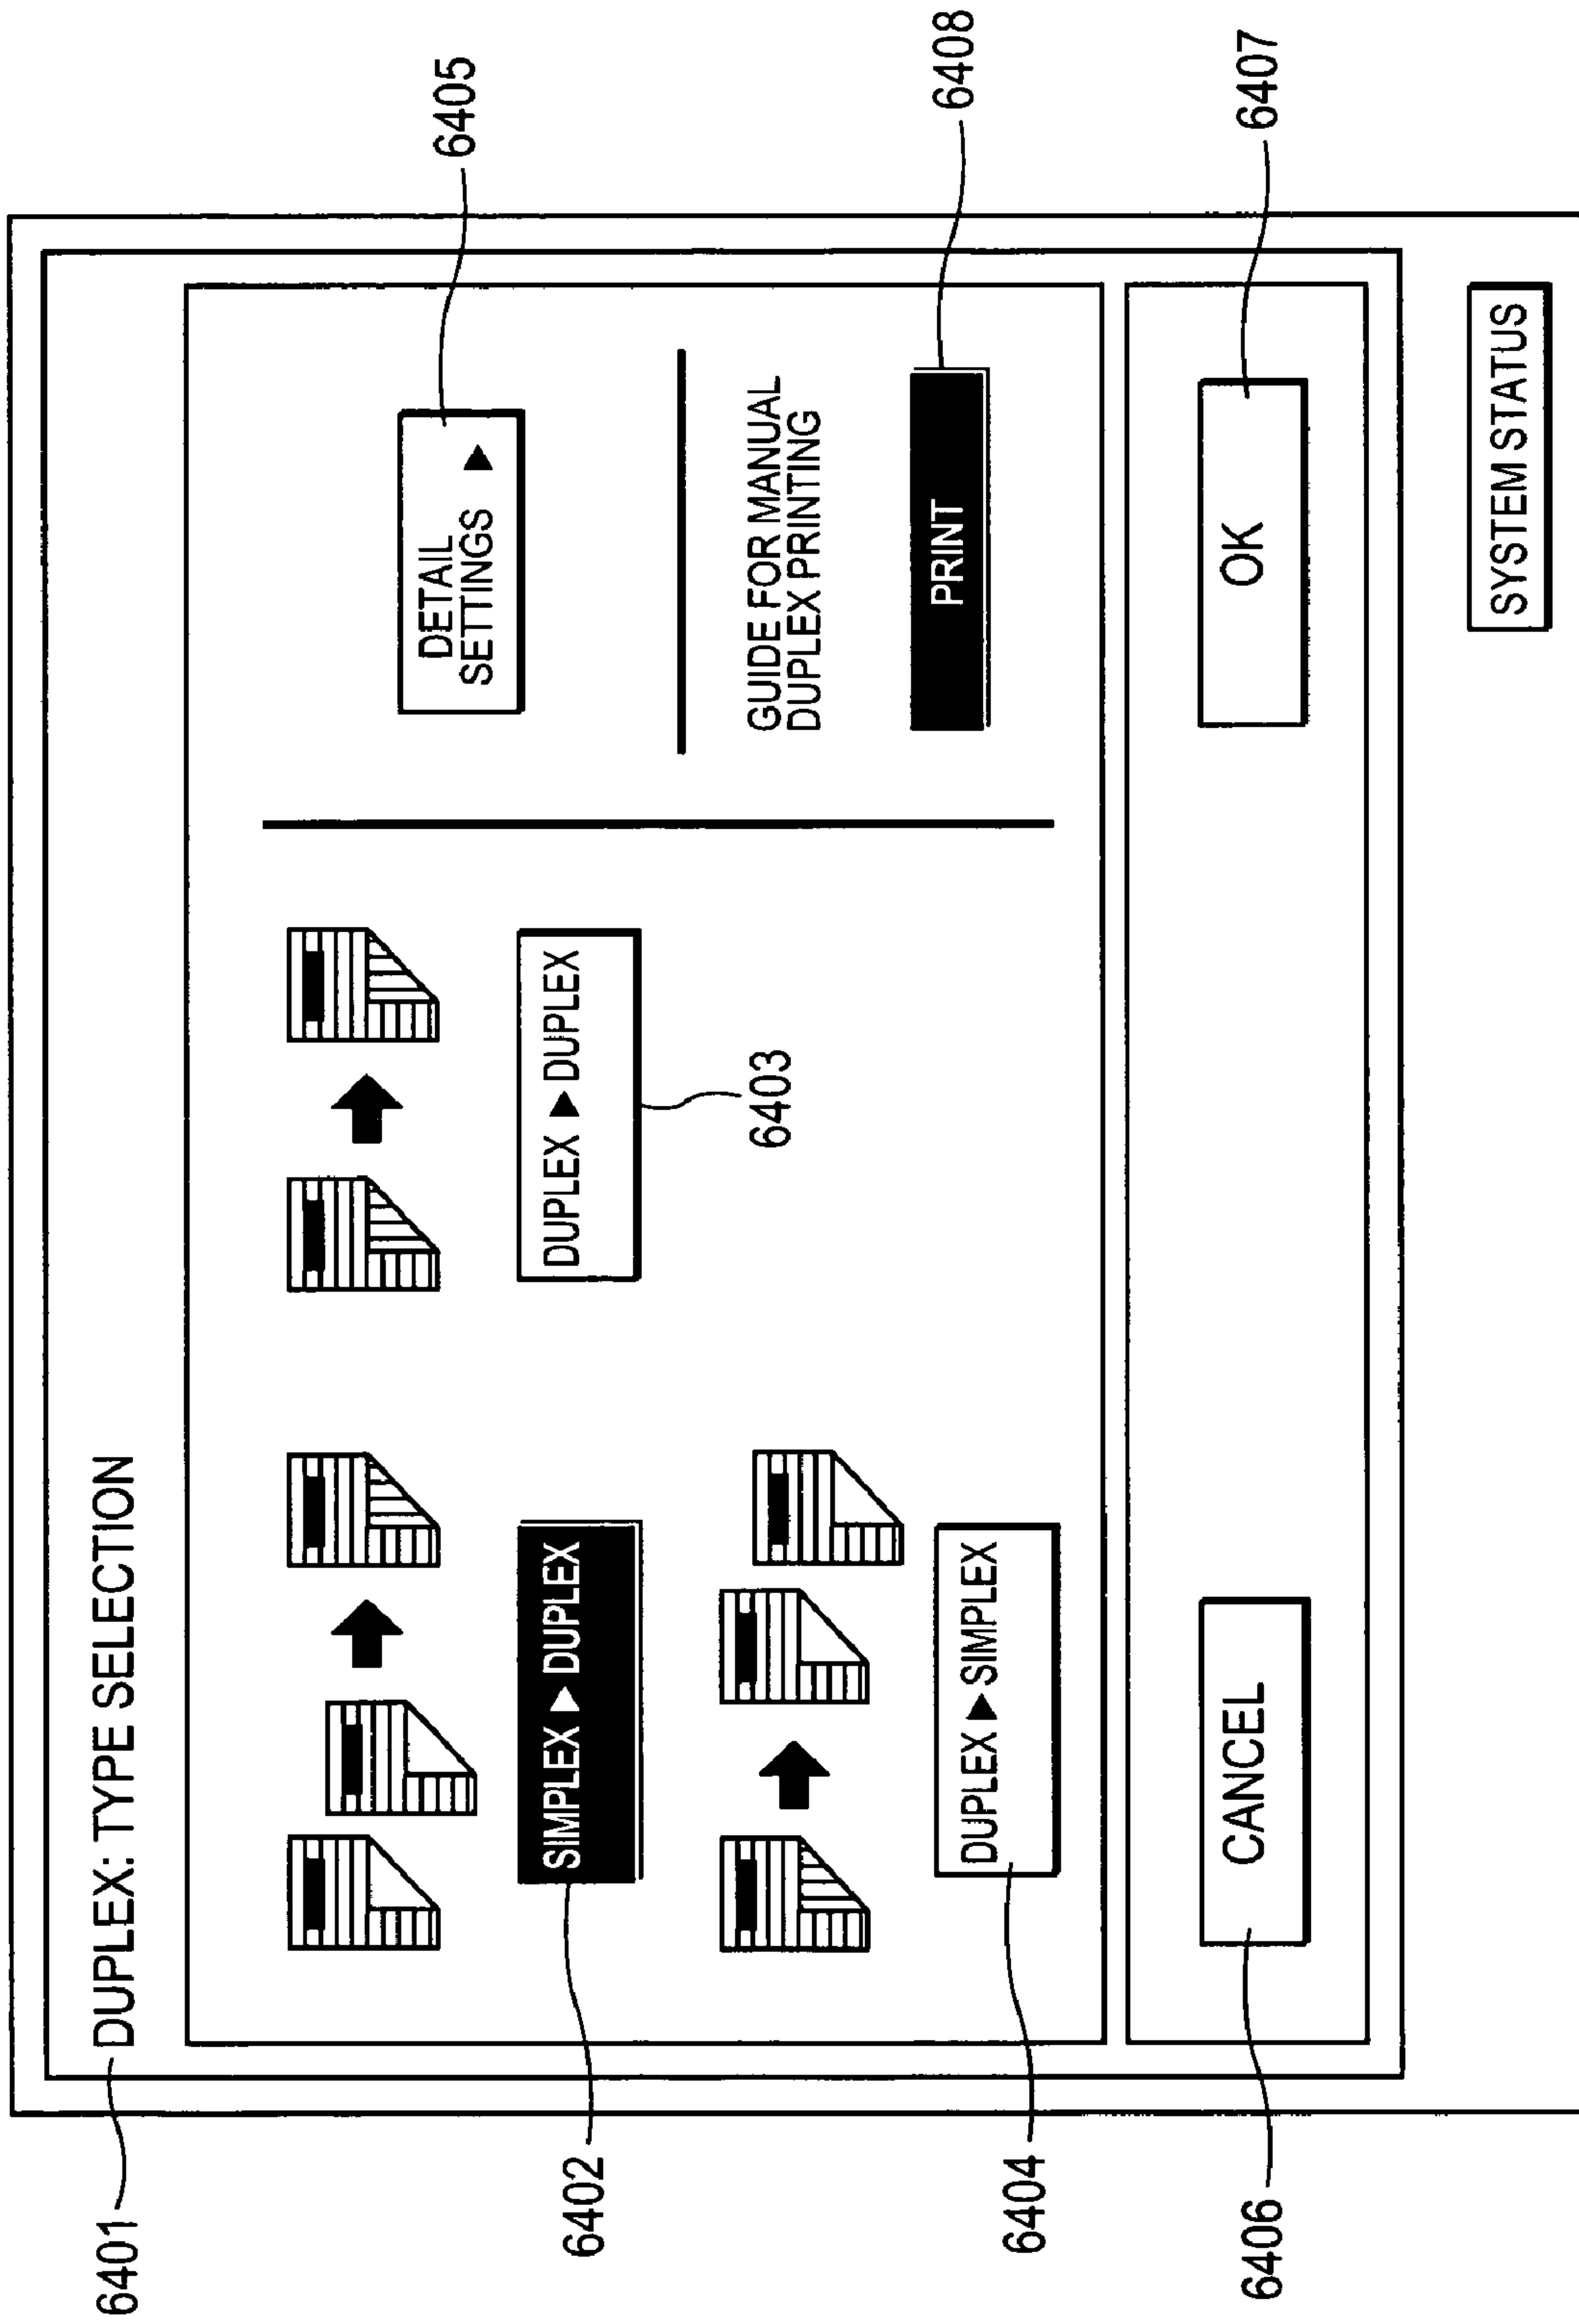 6401
DUPLEX: TYPE SELECTION
6402
SIMPLEX ▶ DUPLEX
DUPLEX ▶ DUPLEX
6403
6404
DUPLEX ▶ SIMPLEX
DETAIL
SETTINGS ▶
6405
GUIDE FOR MANUAL
DUPLEX PRINTING
PRINT
6408
6406
CANCEL
OK
6407
SYSTEM STATUS